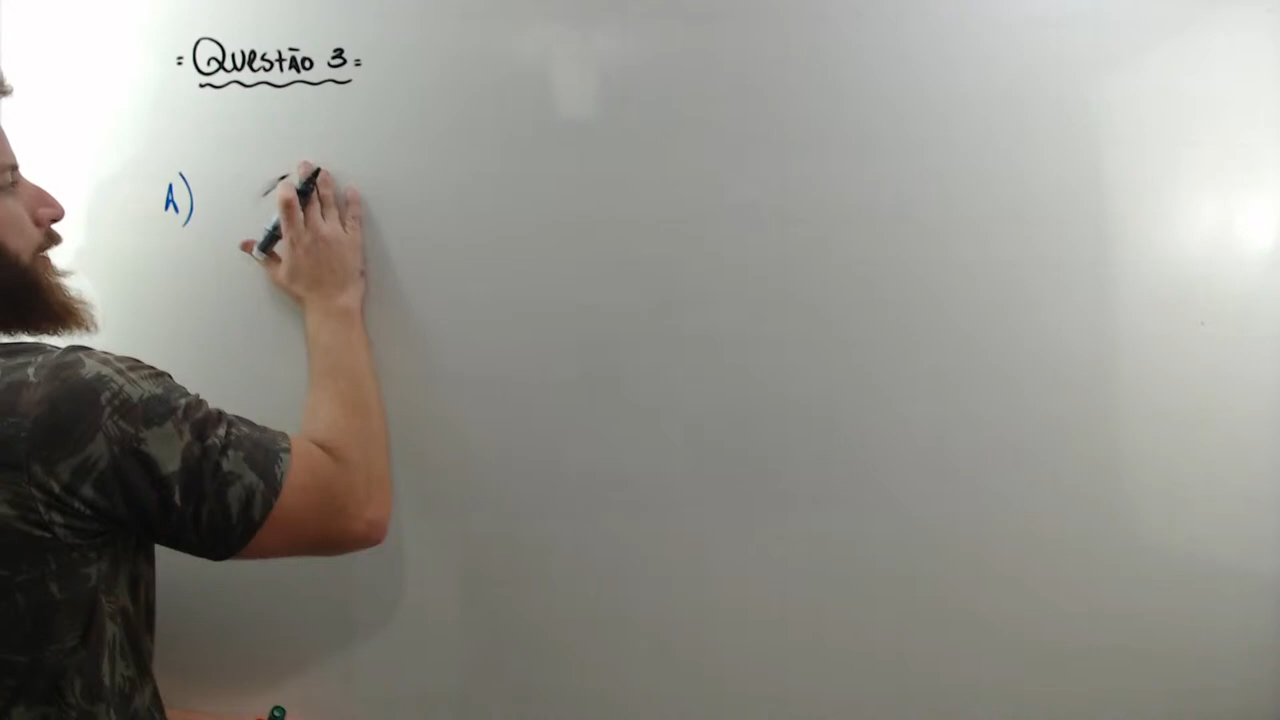 = Questão 3 =
A)